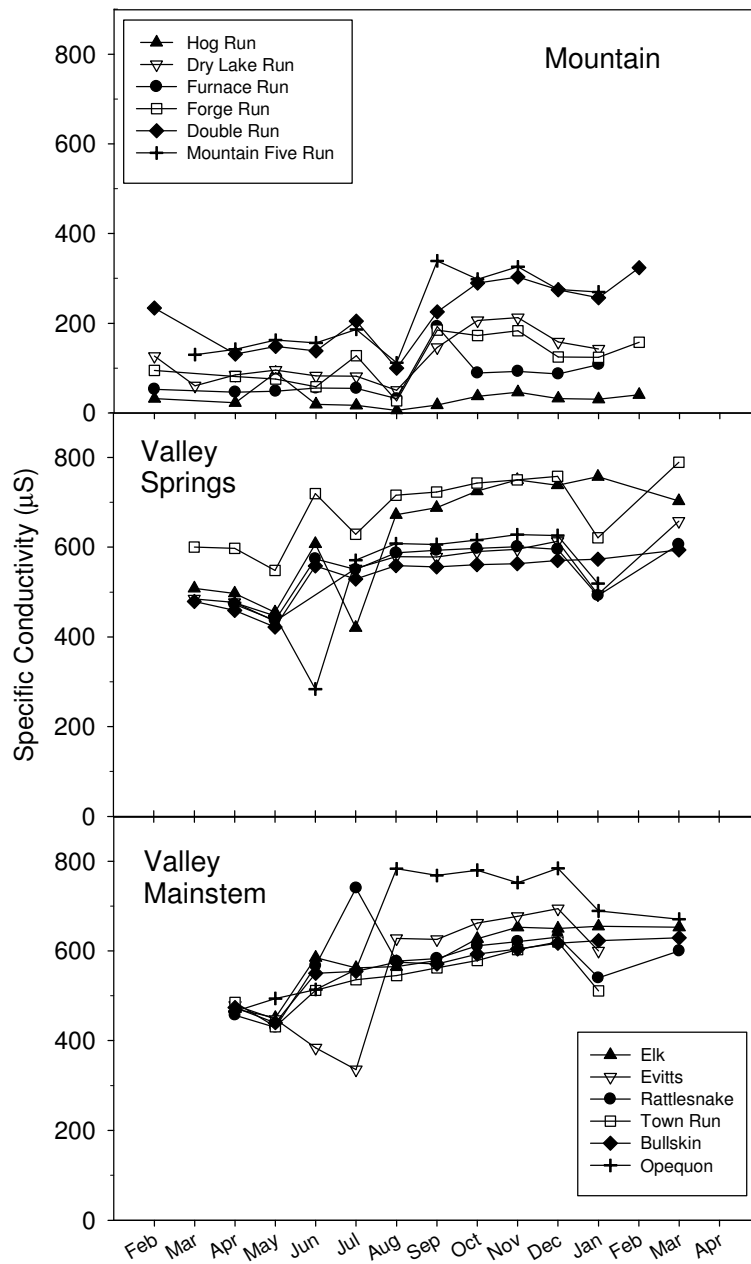 800
600
400
200
0
Hog Run
Dry Lake Run
Furnace Run
Forge Run
Double Run
Mountain Five Run
Mountain
Specific Conductivity (μS)
800
600
400
200
0
Valley
Springs
800
600
400
200
0
Valley
Mainstem
Elk
Evitts
Rattlesnake
Town Run
Bullskin
Opequon
Feb Mar Apr May Jun Jul Aug Sep Oct Nov Dec Jan Feb Mar Apr